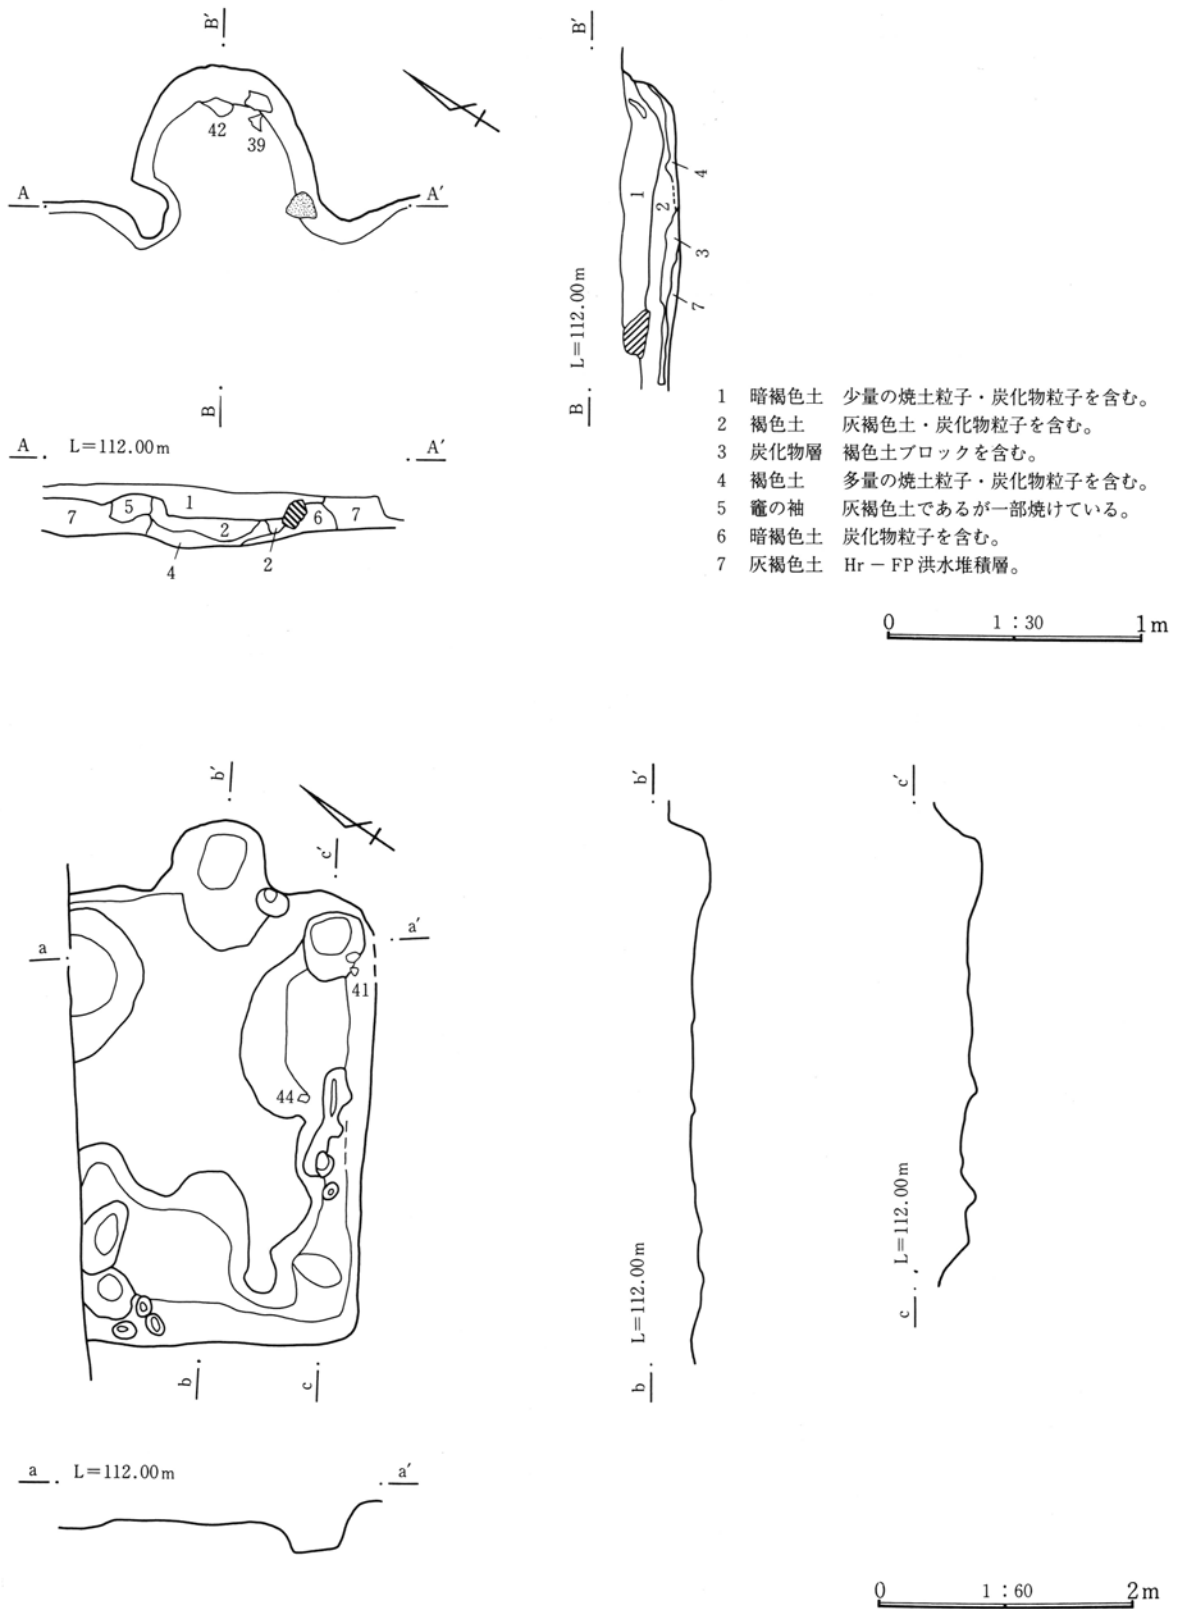 B′
42
39
A
A′
B
B′
1
2
4
3
7
L＝112.00m
B
A L＝112.00m
A′
7
5
1
2
6
7
4
2
1 暗褐色土 少量の焼土粒子・炭化物粒子を含む。
2 褐色土 灰褐色土・炭化物粒子を含む。
3 炭化物層 褐色土ブロックを含む。
4 褐色土 多量の焼土粒子・炭化物粒子を含む。
5 竈の袖 灰褐色土であるが一部焼けている。
6 暗褐色土 炭化物粒子を含む。
7 灰褐色土 Hr－FP洪水堆積層。
0 1：30 1m
b′
c′
a
a′
41
44
b
c
b′
L＝112.00m
b
c′
L＝112.00m
c
a L＝112.00m
a′
0 1：60 2m